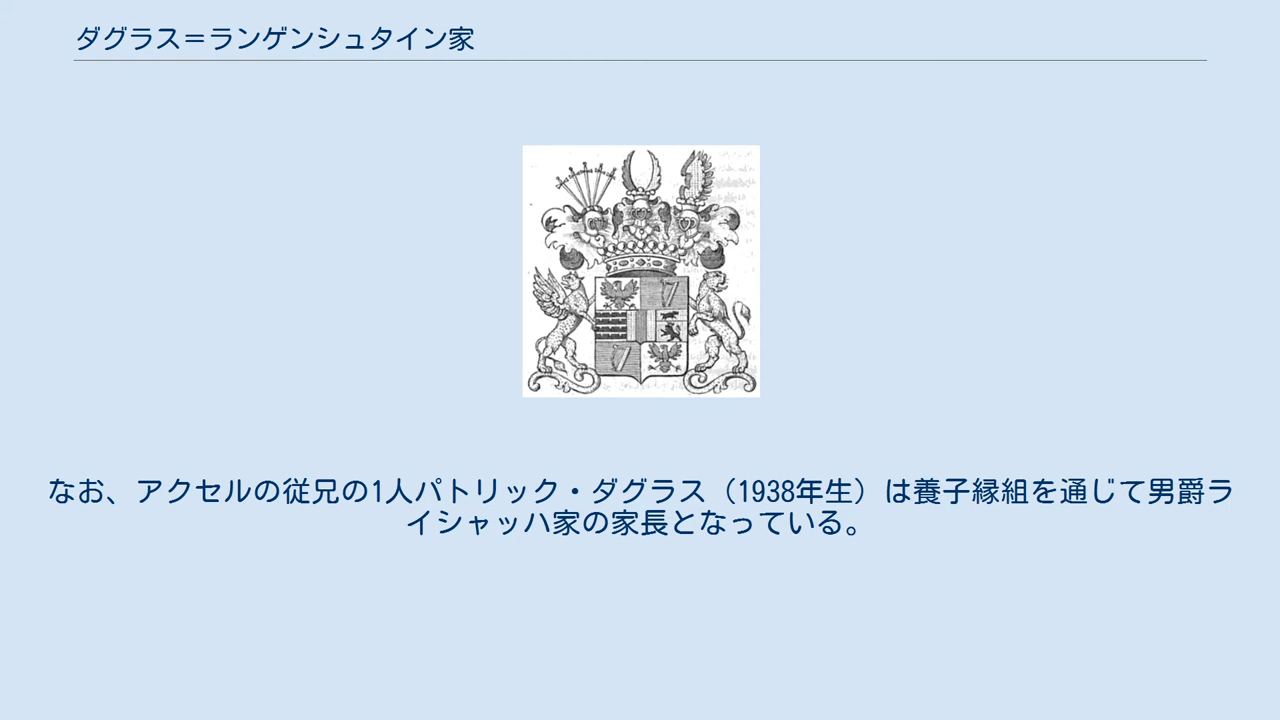 ダグラス＝ランゲンシュタイン家
なお、アクセルの従兄の1人パトリック・ダグラス（1938年生）は養子縁組を通じて男爵ラ
イシャッハ家の家長となっている。